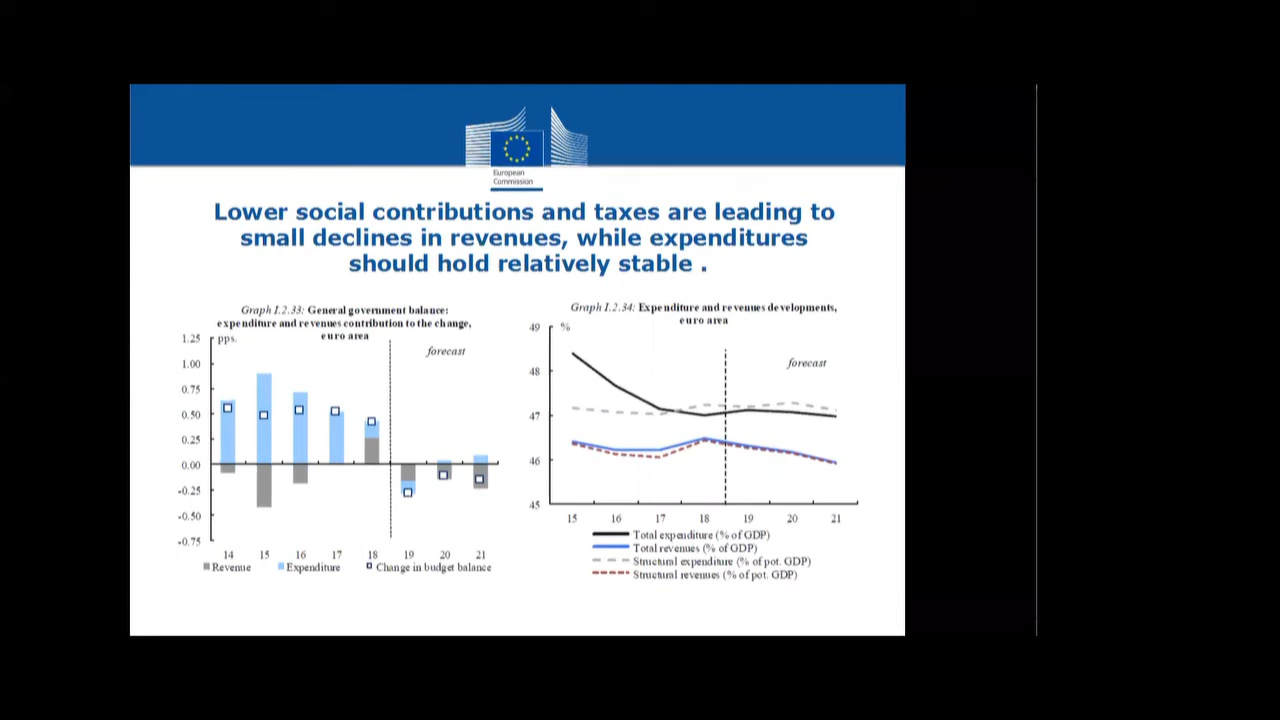 European
Commission
Lower social contributions and taxes are leading to
small declines in revenues, while expenditures
should hold relatively stable .
Graph I.2.33: General government balance:
expenditure and revenues contribution to the change,
euro area
pps.
forecast
1.25
1.00
0.75
0.50
0.25
0.00
-0.25
-0.50
-0.75
14 15 16 17 18 19 20 21
Revenue Expenditure Change in budget balance
Graph I.2.34: Expenditure and revenues developments,
euro area
%
forecast
49
48
47
46
45
15 16 17 18 19 20 21
Total expenditure (% of GDP)
Total revenues (% of GDP)
Structural expenditure (% of pot. GDP)
Structural revenues (% of pot. GDP)